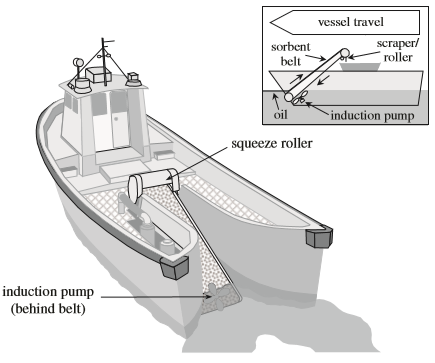 vessel travel
sorbent
belt
scraper/
roller
oil
induction pump
squeeze roller
induction pump
(behind belt)